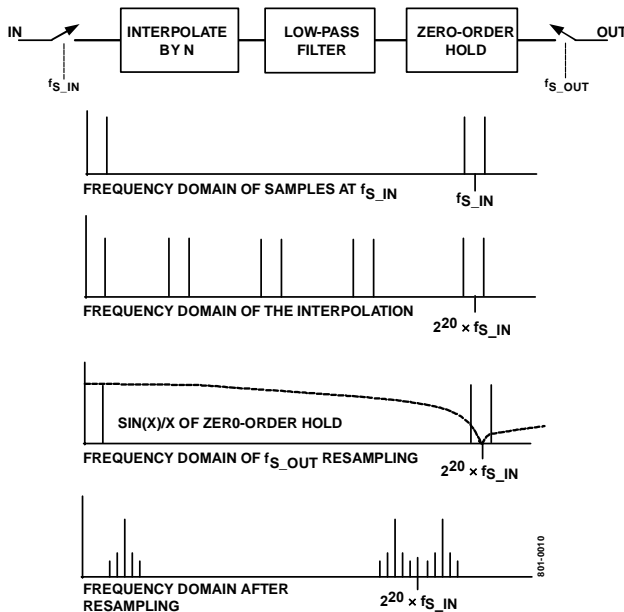 IN
INTERPOLATE
BY N
LOW-PASS
FILTER
ZERO-ORDER
HOLD
OUT
fS_IN
fS_OUT
FREQUENCY DOMAIN OF SAMPLES AT fS_IN
fS_IN
FREQUENCY DOMAIN OF THE INTERPOLATION
2^20 × fS_IN
SIN(X)/X OF ZER0-ORDER HOLD
FREQUENCY DOMAIN OF fS_OUT RESAMPLING
2^20 × fS_IN
FREQUENCY DOMAIN AFTER
RESAMPLING
2^20 × fS_IN
801-0010